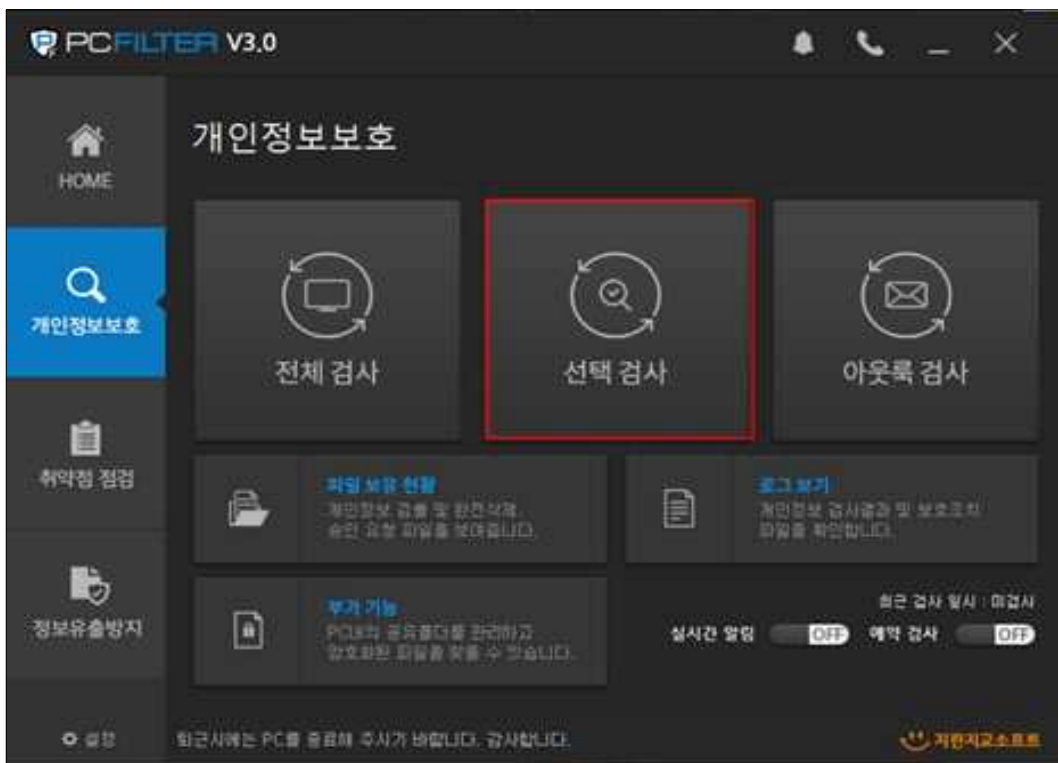 PCFILTER V3.0
HOME
개인정보보호
취약점 점검
정보유출방지
설정
개인정보보호
전체 검사
선택 검사
아웃룩 검사
파일 보유 현황
개인정보 검출 및 완전삭제,
승인 요청 파일을 보여줍니다.
로그 보기
개인정보 검사결과 및 보호조치
파일을 확인합니다.
부가 기능
PC내의 공유폴더를 관리하고
암호화된 파일을 찾을 수 있습니다.
최근 검사 일시 : 미검사
실시간 알림 OFF 예약 검사 OFF
퇴근시에는 PC를 종료해 주시기 바랍니다. 감사합니다.
지란지교소프트